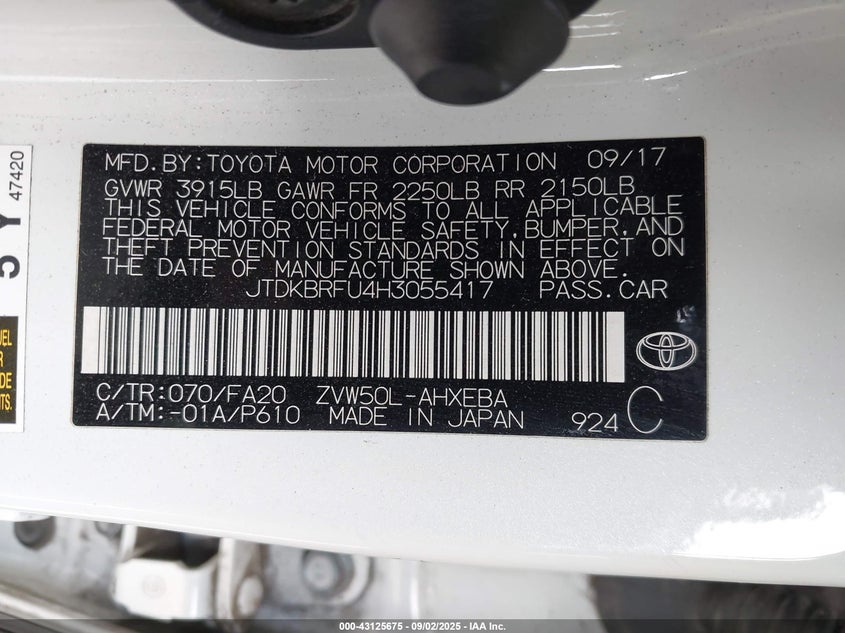 MFD.BY:TOYOTA MOTOR CORPORATION 09/17
GVWR 3915LB GAWR FR 2250LB RR 2150LB
THIS VEHICLE CONFORMS TO ALL APPLICABLE
FEDERAL MOTOR VEHICLE SAFETY,BUMPER,AND
THEFT PREVENTION STANDARDS IN EFFECT ON
THE DATE OF MANUFACTURE SHOWN ABOVE.
JTDKBRFU4H3055417 PASS.CAR
C/TR:070/FA20 ZVW50L-AHXEBA
A/TM:-01A/P610 MADE IN JAPAN 924 C
5 Y
47420
000-43125675 - 09/02/2025 - IAA Inc.